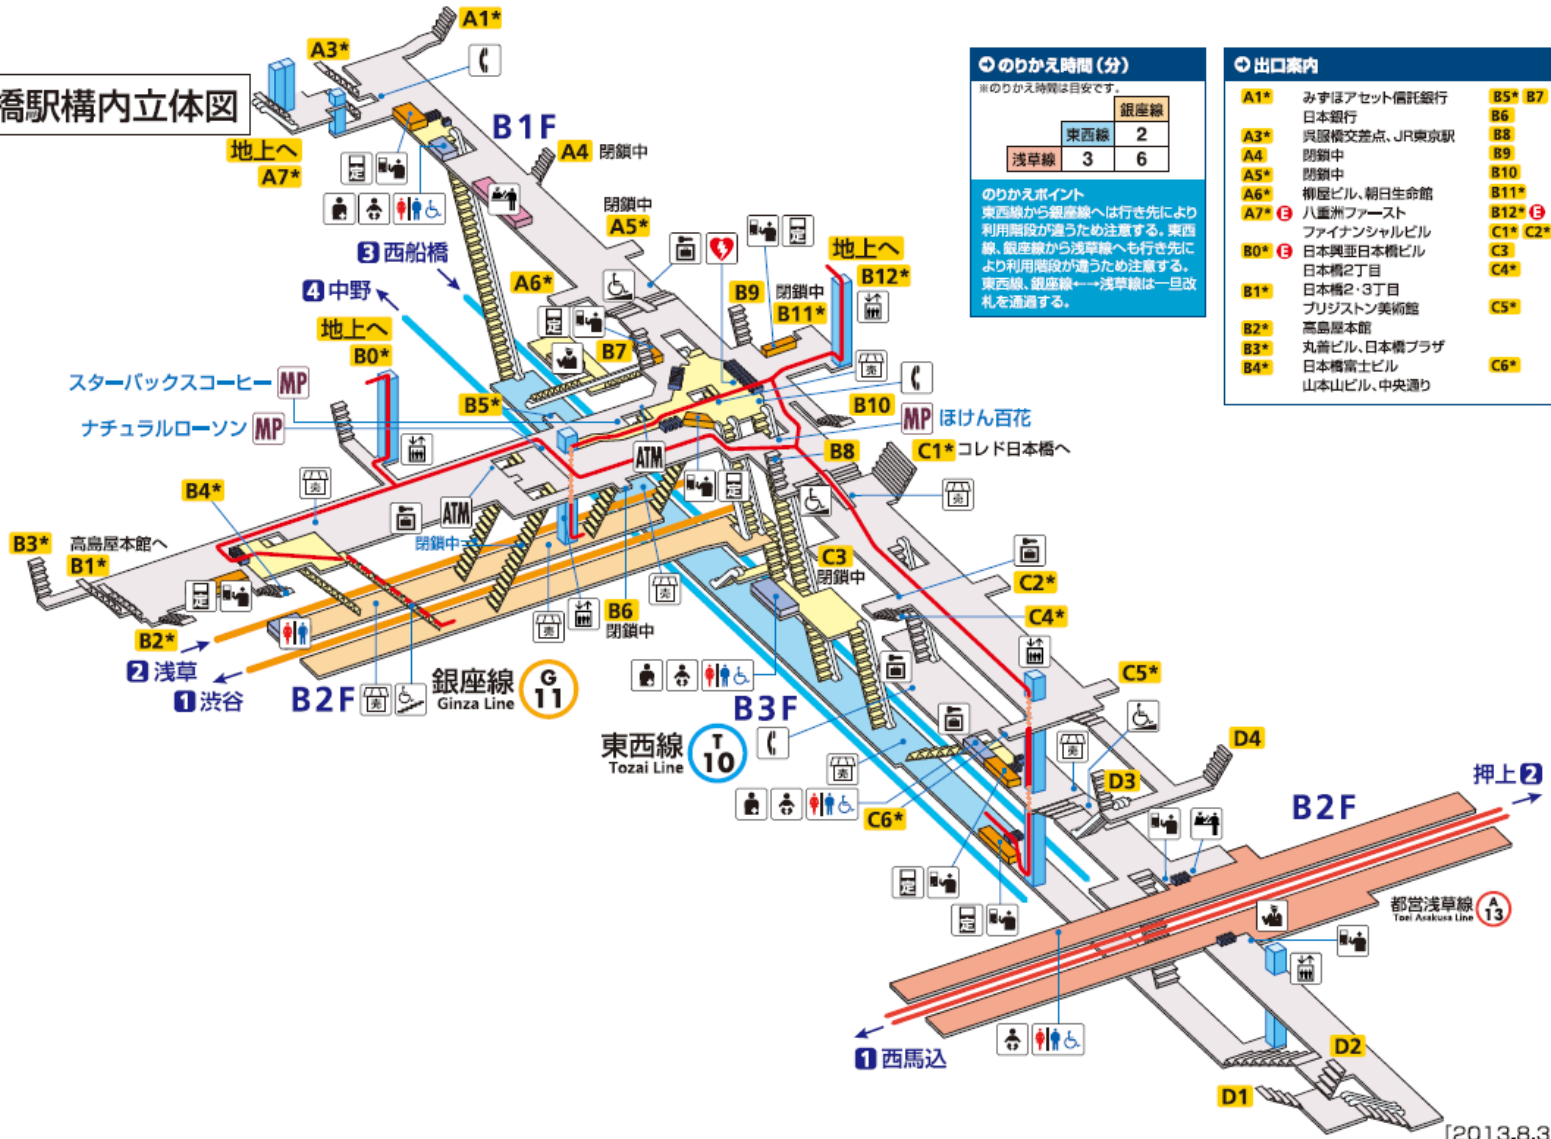 橋駅構内立体図
A1*
A3*
B1F
地上へ
A7*
定
A4 閉鎖中
閉鎖中
A5*
3 西船橋
4 中野
A6*
定
定
地上へ
B12*
B9
閉鎖中
B11*
地上へ
B0*
B7
売
スターバックスコーヒー MP
B5*
B10
ナチュラルローソン MP
MP ほけん百花
ATM
B8
C1* コレド日本橋へ
売
B4*
売
定
ATM
B3*
高島屋本館へ
B1*
閉鎖中
C3
閉鎖中
C2*
売
定
B6
閉鎖中
売
C4*
B2*
2 浅草
1 渋谷
B2F
売
銀座線
Ginza Line
G
11
B3F
C5*
東西線
Tozai Line
T
10
売
売
D4
D3
C6*
押上 2
B2F
定
定
都営浅草線
Toei Asakusa Line
A
13
1 西馬込
D2
D1
[2013.8.3
のりかえ時間(分)
※のりかえ時間は目安です。
銀座線
東西線 2
浅草線 3 6
のりかえポイント
東西線から銀座線へは行き先により
利用階段が違うため注意する。東西
線、銀座線から浅草線へも行き先に
より利用階段が違うため注意する。
東西線、銀座線←→浅草線は一旦改
札を通過する。
出口案内
A1* みずほアセット信託銀行 B5* B7
日本銀行 B6
A3* 呉服橋交差点、JR東京駅 B8
A4 閉鎖中 B9
A5* 閉鎖中 B10
A6* 柳屋ビル、朝日生命館 B11*
A7* E 八重洲ファースト B12* E
ファイナンシャルビル C1* C2*
B0* E 日本興亜日本橋ビル C3
日本橋2丁目 C4*
B1* 日本橋2・3丁目
ブリジストン美術館 C5*
B2* 高島屋本館
B3* 丸善ビル、日本橋プラザ
B4* 日本橋富士ビル C6*
山本山ビル、中央通り